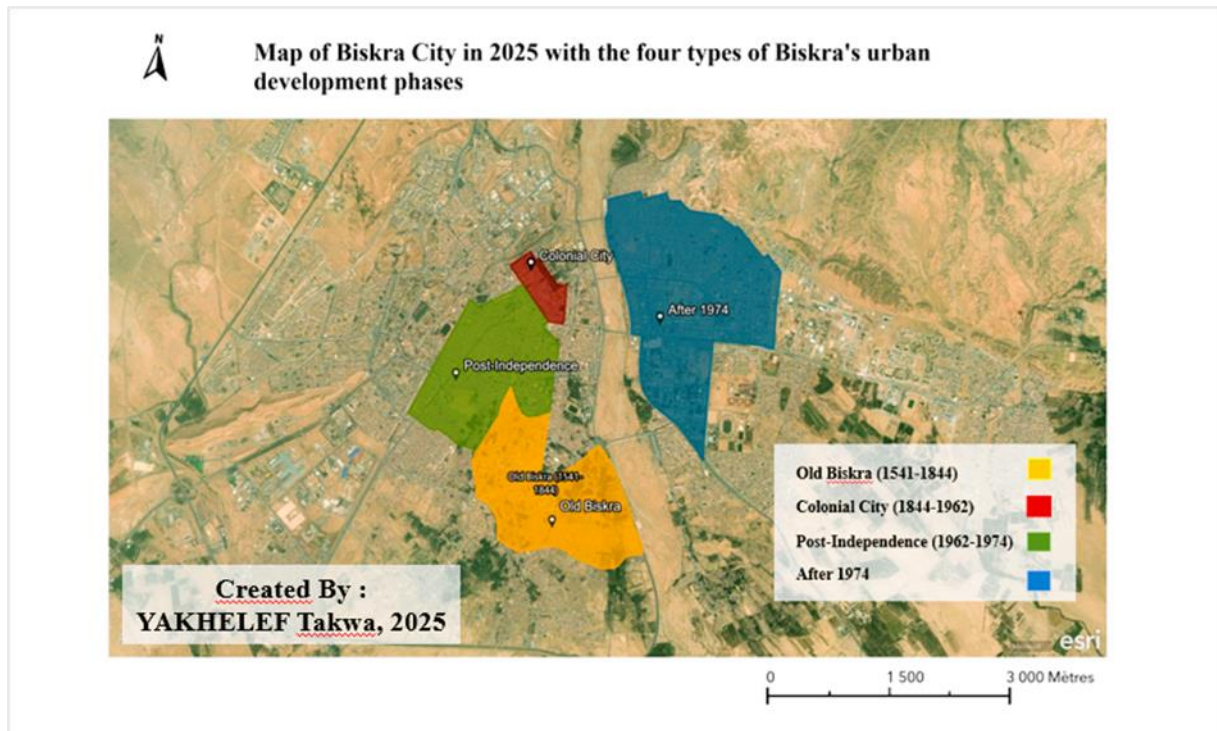 N
Map of Biskra City in 2025 with the four types of Biskra's urban
development phases
Colonial City
After 1974
Post-Independence
Old Biskra (1541-
1844)
Old Biskra
Old Biskra (1541-1844)
Colonial City (1844-1962)
Post-Independence (1962-1974)
After 1974
Created By :
YAKHELEF Takwa, 2025
esri
0 1 500 3 000 Mètres